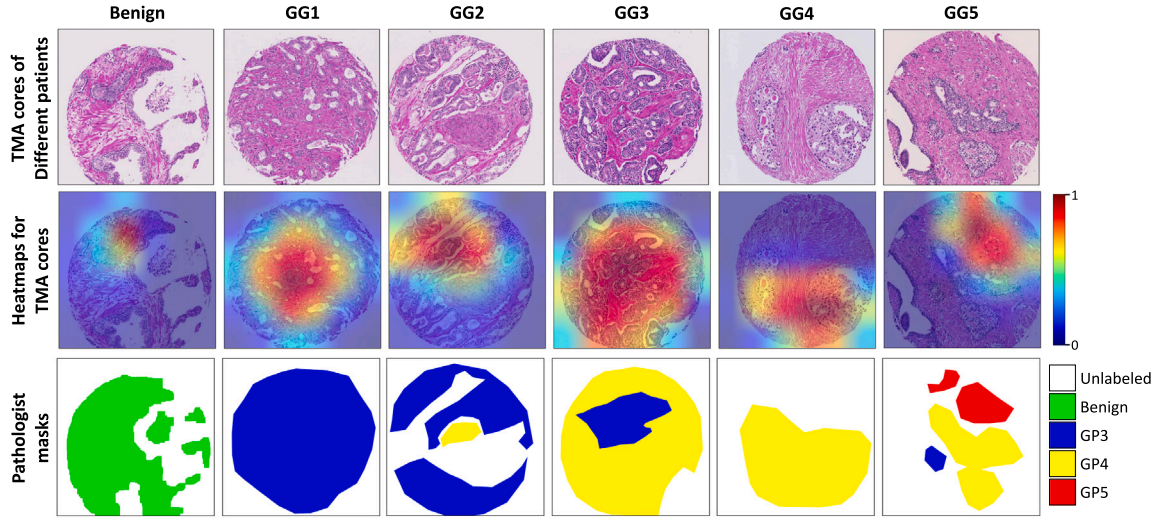 Benign GG1 GG2 GG3 GG4 GG5
TMA cores of
Different patients
Heatmaps for
TMA cores
1
0
Pathologist
masks
Unlabeled
Benign
GP3
GP4
GP5